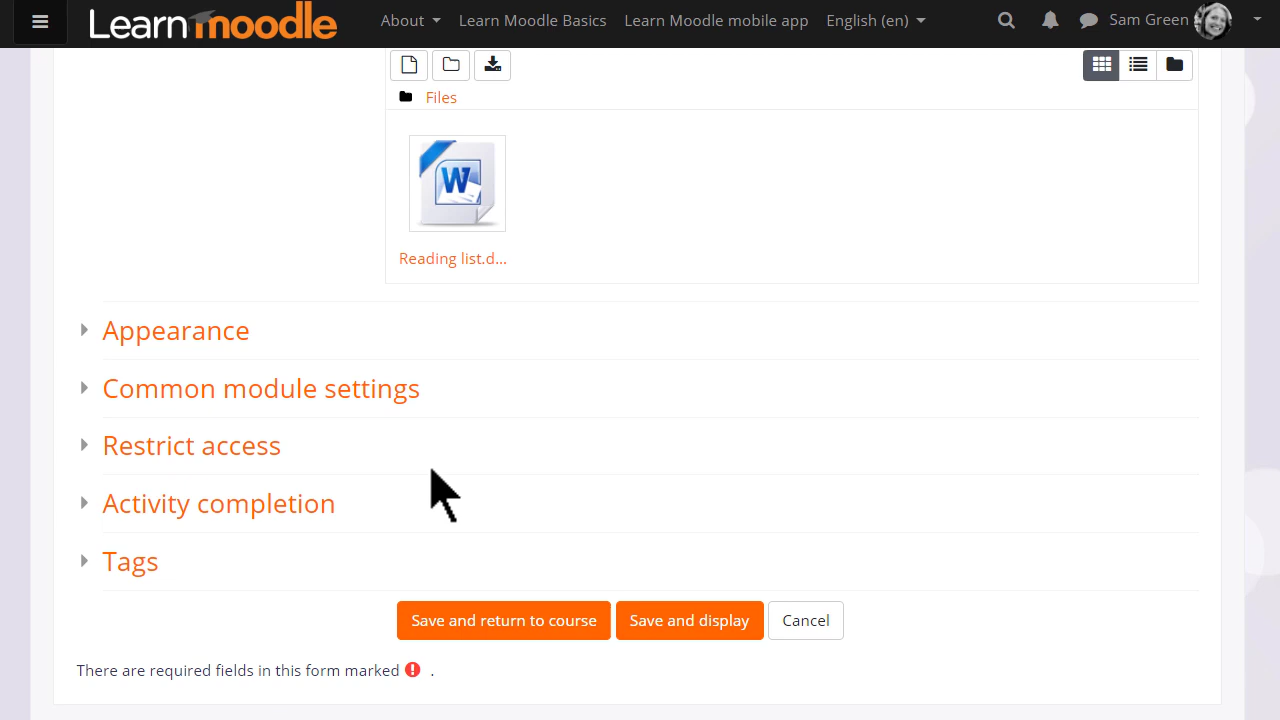 Learn moodle About Learn Moodle Basics Learn Moodle mobile app English (en) Sam Green
Files
W
Reading list.d...
Appearance
Common module settings
Restrict access
Activity completion
Tags
Save and return to course Save and display Cancel
There are required fields in this form marked .